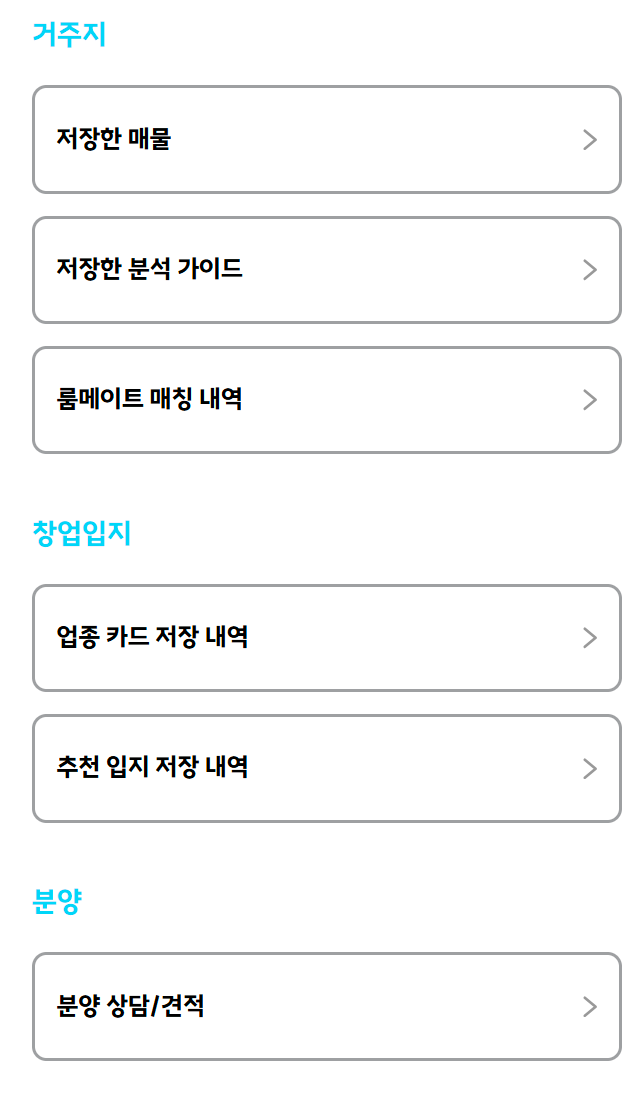 거주지
저장한 매물
저장한 분석 가이드
룸메이트 매칭 내역
창업입지
업종 카드 저장 내역
추천 입지 저장 내역
분양
분양 상담/견적